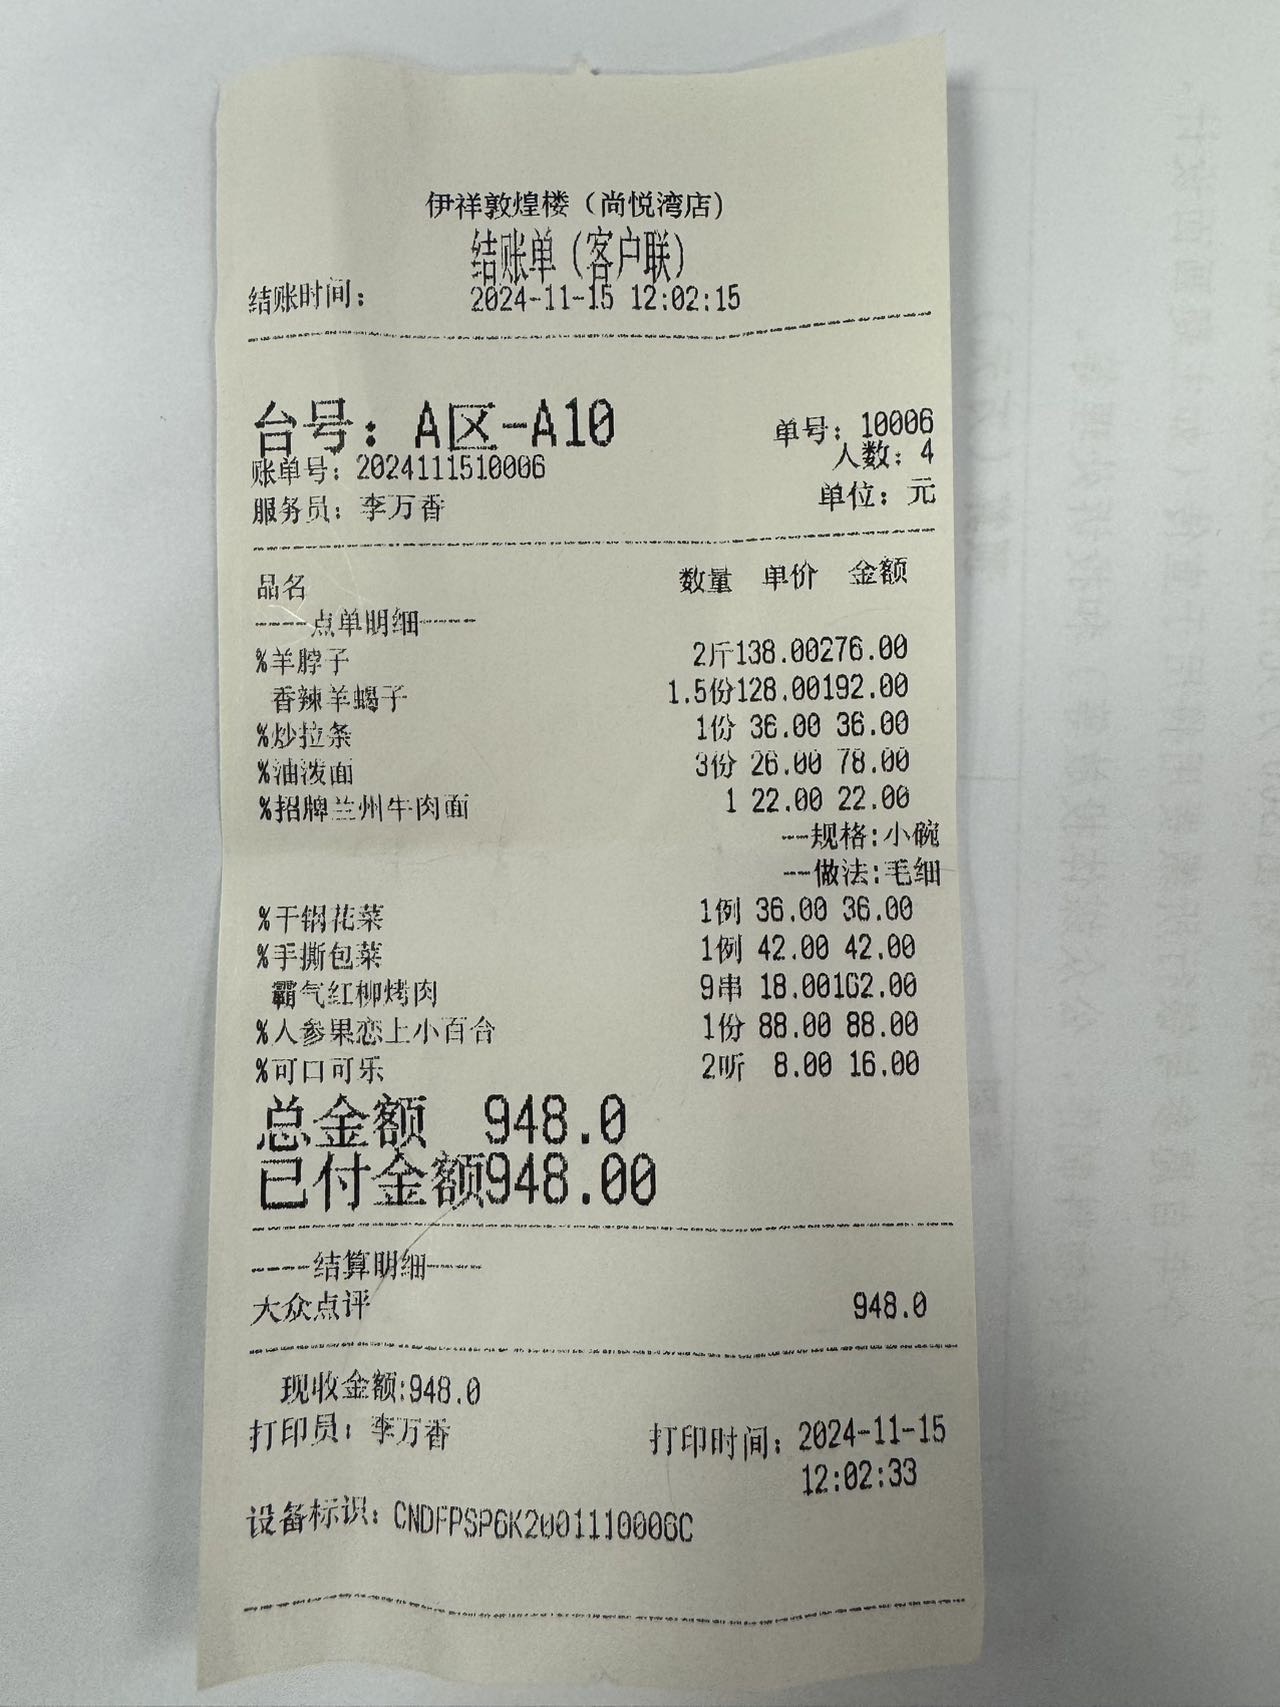 伊祥敦煌楼（尚悦湾店）
结账单（客户联）
结账时间： 2024-11-15 12:02:15
台号： A区-A10 单号：10006
人数：4
账单号：2024111510006
服务员：李万香 单位：元
品名 数量 单价 金额
----点单明细----
%羊脖子 2斤138.00276.00
香辣羊蝎子 1.5份128.00192.00
%炒拉条 1份 36.00 36.00
%油泼面 3份 26.00 78.00
%招牌兰州牛肉面 1 22.00 22.00
--规格:小碗
--做法:毛细
%干锅花菜 1例 36.00 36.00
%手撕包菜 1例 42.00 42.00
霸气红柳烤肉 9串 18.00162.00
%人参果恋上小百合 1份 88.00 88.00
%可口可乐 2听 8.00 16.00
总金额 948.0
已付金额948.00
----结算明细----
大众点评 948.0
现收金额:948.0
打印员：李万香 打印时间：2024-11-15
12:02:33
设备标识：CNDFPSP6K2001110006C